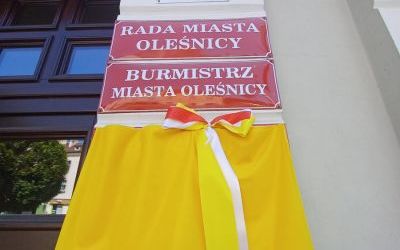 RADA MIASTA
OLEŚNICY
BURMISTRZ
MIASTA OLEŚNICY